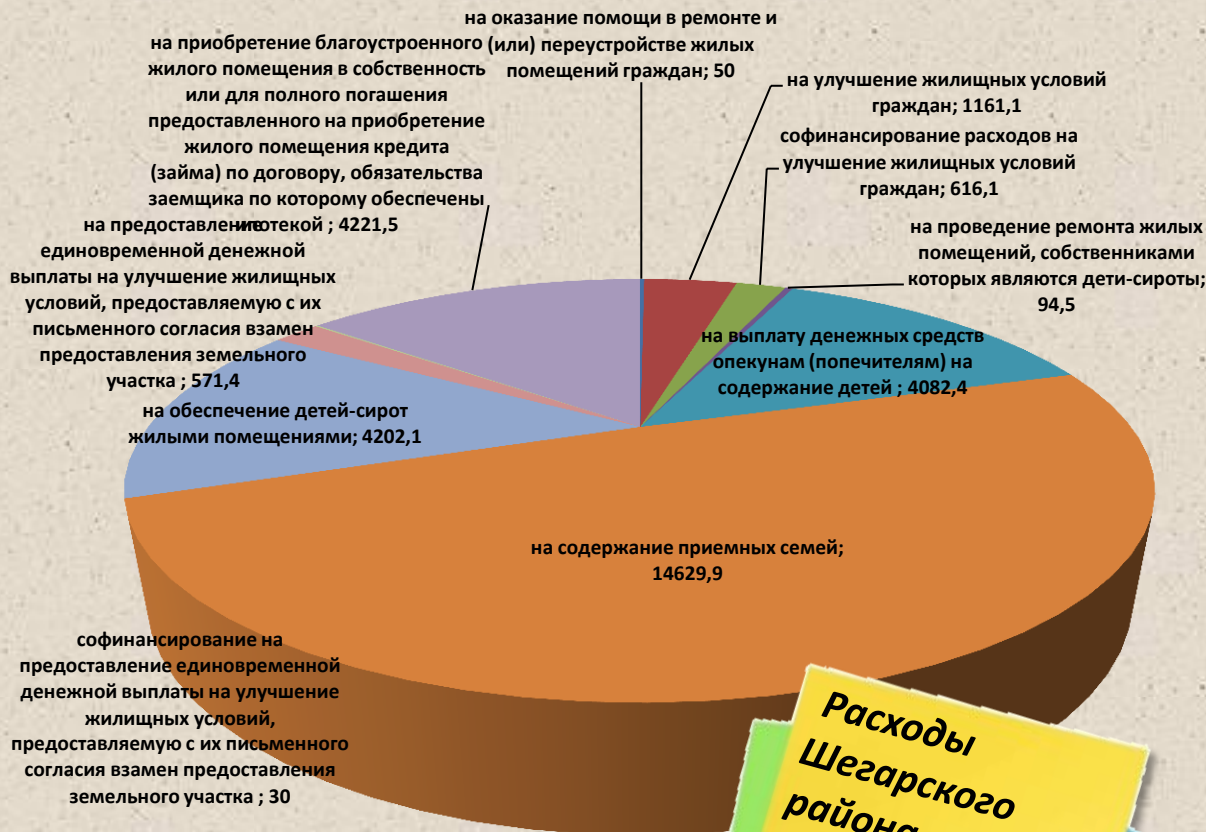 на оказание помощи в ремонте и
(или) переустройстве жилых
помещений граждан; 50
на приобретение благоустроенного
жилого помещения в собственность
или для полного погашения
предоставленного на приобретение
жилого помещения кредита
(займа) по договору, обязательства
заемщика по которому обеспечены
ипотекой ; 4221,5
на улучшение жилищных условий
граждан; 1161,1
софинансирование расходов на
улучшение жилищных условий
граждан; 616,1
на проведение ремонта жилых
помещений, собственниками
которых являются дети-сироты;
94,5
на предоставление
единовременной денежной
выплаты на улучшение жилищных
условий, предоставляемую с их
письменного согласия взамен
предоставления земельного
участка ; 571,4
на выплату денежных средств
опекунам (попечителям) на
содержание детей ; 4082,4
на обеспечение детей-сирот
жилыми помещениями; 4202,1
на содержание приемных семей;
14629,9
софинансирование на
предоставление единовременной
денежной выплаты на улучшение
жилищных условий,
предоставляемую с их письменного
согласия взамен предоставления
земельного участка ; 30
Расходы
Шегарского
района